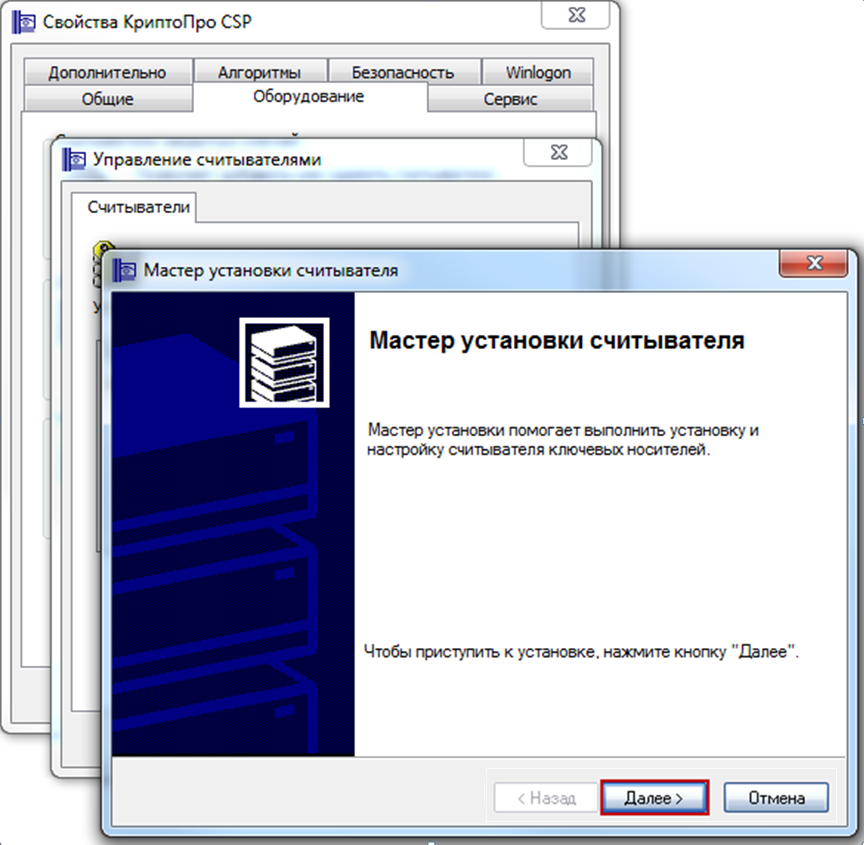 Свойства КриптоПро CSP
Дополнительно
Алгоритмы
Безопасность
Winlogon
Общие
Оборудование
Сервис
Управление считывателями
Считыватели
Мастер установки считывателя
Мастер установки считывателя
Мастер установки помогает выполнить установку и
настройку считывателя ключевых носителей.
Чтобы приступить к установке, нажмите кнопку "Далее".
< Назад
Далее >
Отмена